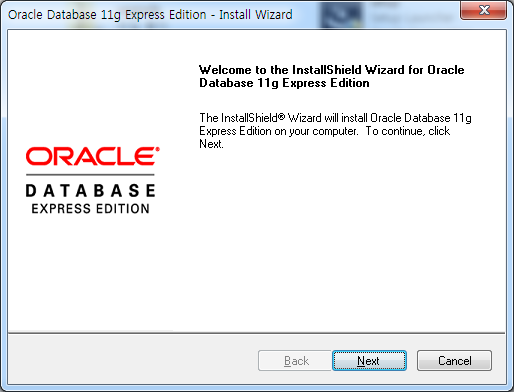 Oracle Database 11g Express Edition - Install Wizard
Welcome to the InstallShield Wizard for Oracle
Database 11g Express Edition
The InstallShield® Wizard will install Oracle Database 11g
Express Edition on your computer. To continue, click
Next.
ORACLE®
DATABASE
EXPRESS EDITION
Back
Next
Cancel